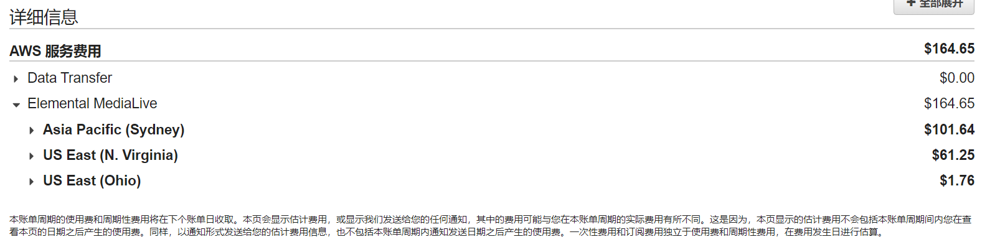 全部展开
详细信息
AWS 服务费用 $164.65
Data Transfer $0.00
Elemental MediaLive $164.65
Asia Pacific (Sydney) $101.64
US East (N. Virginia) $61.25
US East (Ohio) $1.76
本账单周期的使用费和周期性费用将在下个账单日收取。本页会显示估计费用，或显示我们发送给您的任何通知，其中的费用可能与您在本账单周期的实际费用有所不同。这是因为，本页显示的估计费用不会包括本账单周期间内您在查
看本页的日期之后产生的使用费。同样，以通知形式发送给您的估计费用信息，也不包括本账单周期内通知发送日期之后产生的使用费。一次性费用和订阅费用独立于使用费和周期性费用，在费用发生日进行估算。